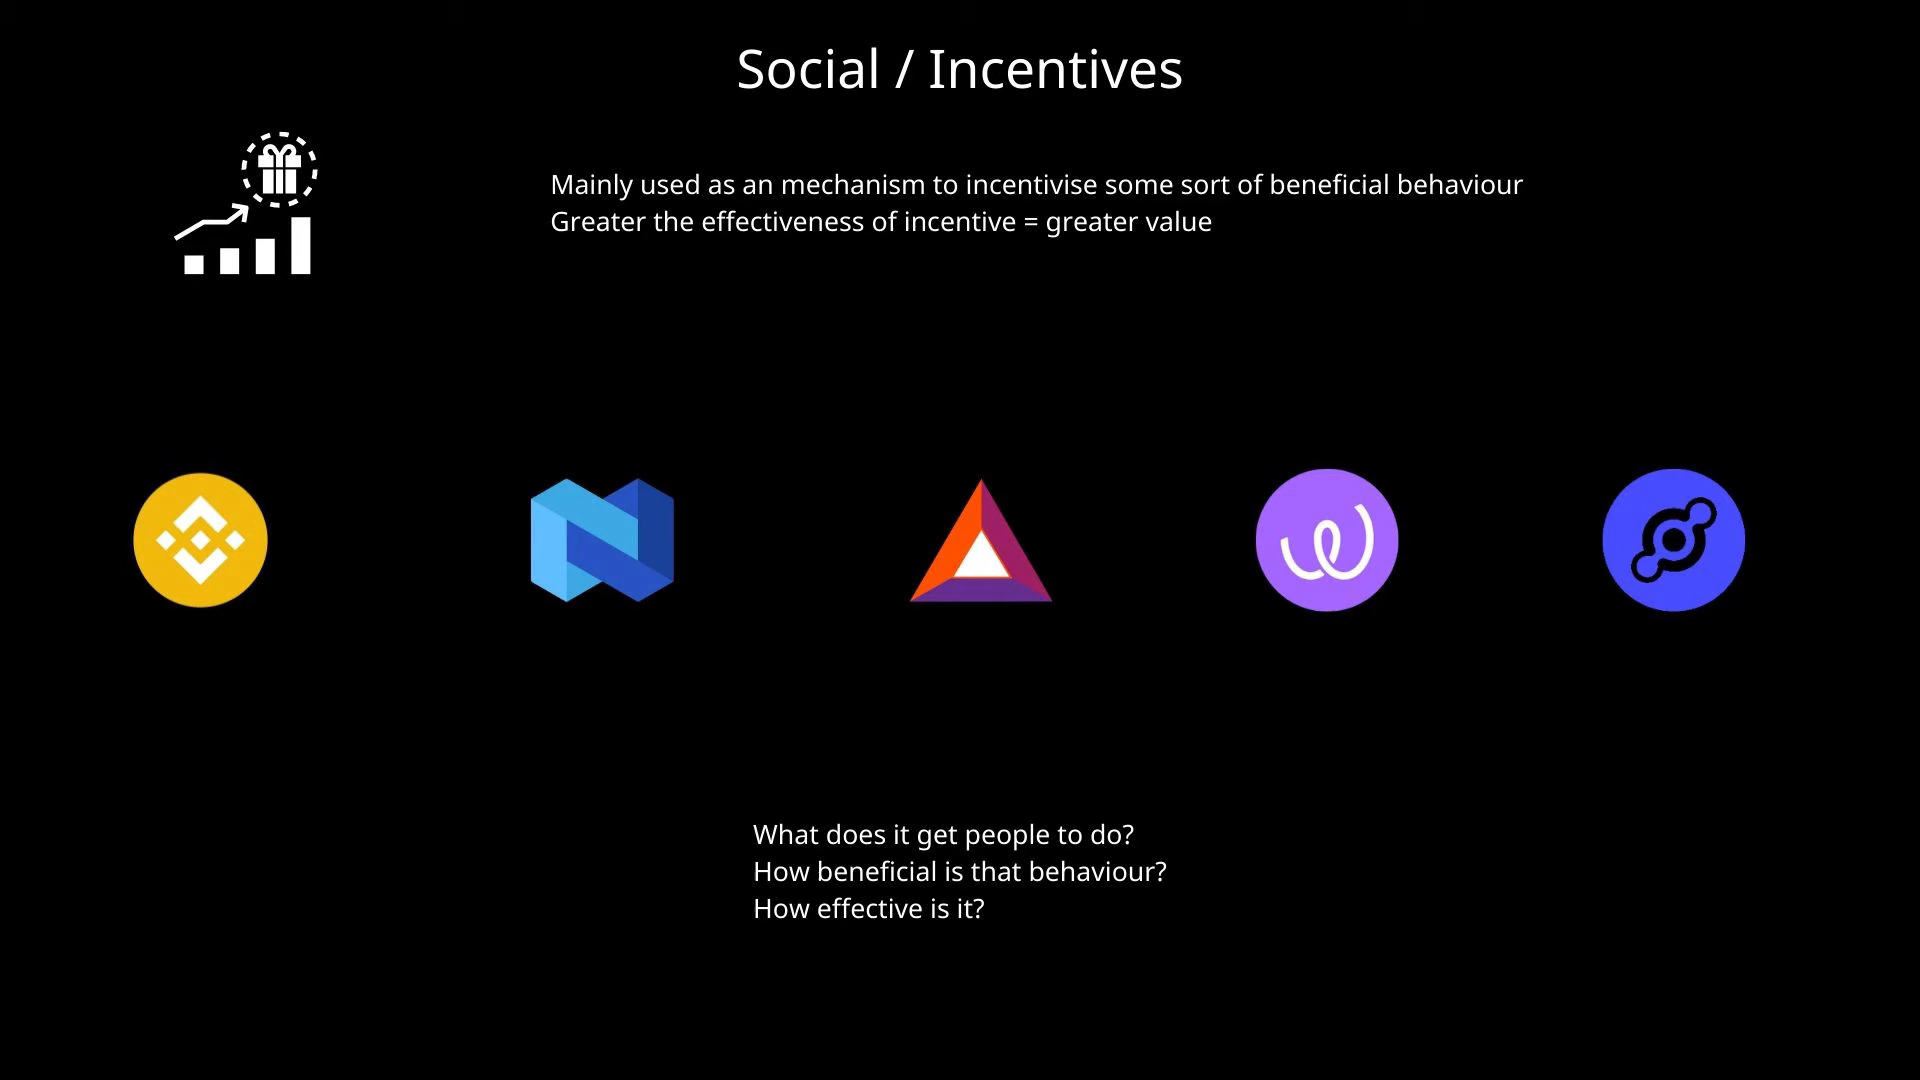 Social / Incentives
Mainly used as an mechanism to incentivise some sort of beneficial behaviour
Greater the effectiveness of incentive = greater value
What does it get people to do?
How beneficial is that behaviour?
How effective is it?